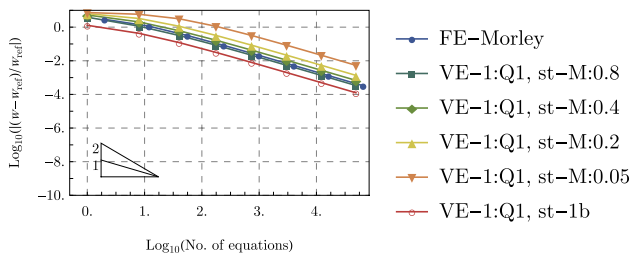 Log10(|(w−wref)/wref|)
0.
−2.
−4.
−6.
−8.
−10.
2
1
0.
1.
2.
3.
4.
Log10(No. of equations)
FE−Morley
VE−1:Q1, st−M:0.8
VE−1:Q1, st−M:0.4
VE−1:Q1, st−M:0.2
VE−1:Q1, st−M:0.05
VE−1:Q1, st−1b